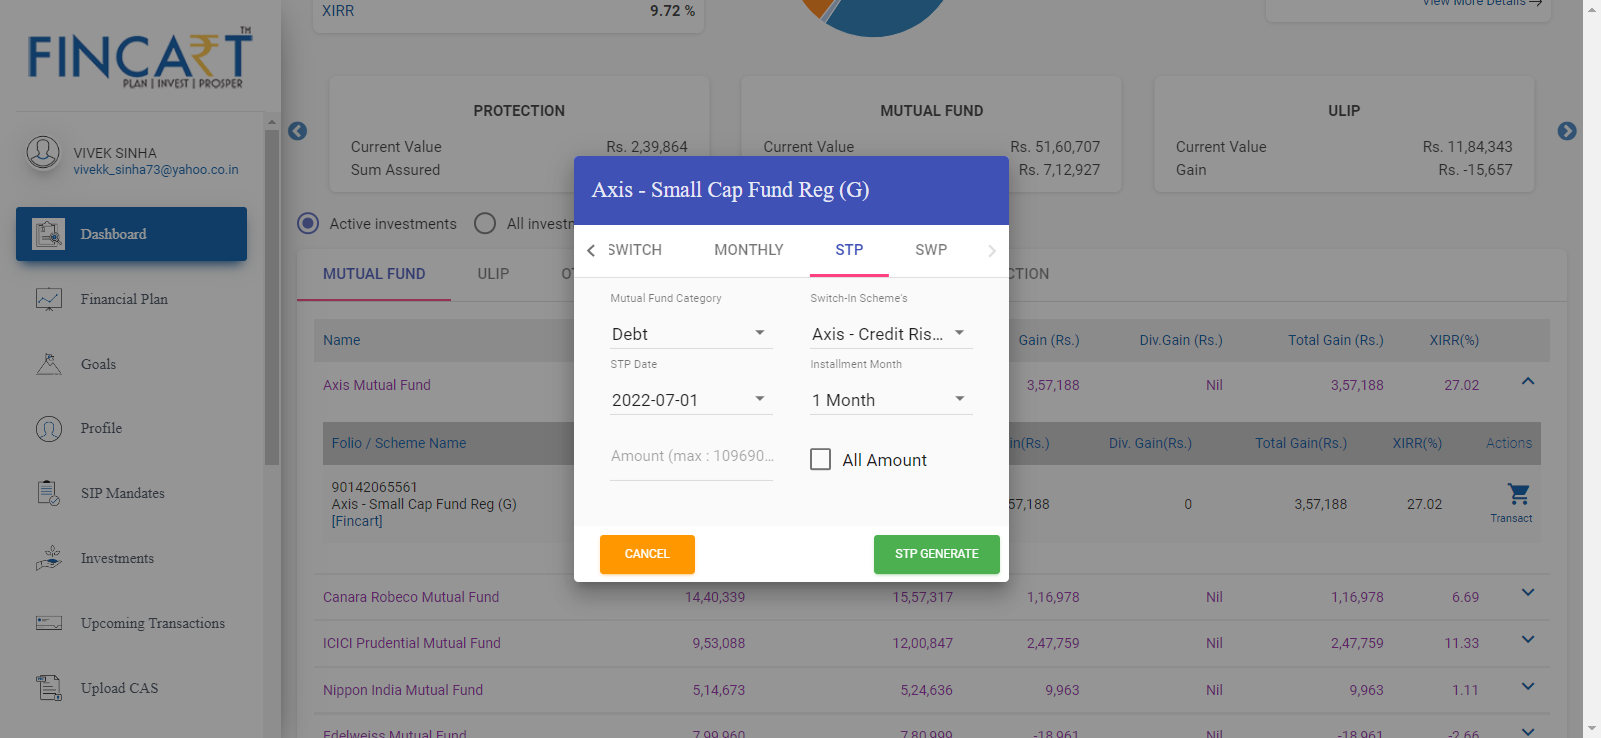 FINCART
TM
PLAN | INVEST | PROSPER
VIVEK SINHA
vivekk_sinha73@yahoo.co.in
Dashboard
Financial Plan
Goals
Profile
SIP Mandates
Investments
Upcoming Transactions
Upload CAS
XIRR 9.72 %
View More Details
PROTECTION
Current Value Rs. 2,39,864
Sum Assured
MUTUAL FUND
Current Value Rs. 51,60,707
Rs. 7,12,927
ULIP
Current Value Rs. 11,84,343
Gain Rs. -15,657
Active investments All investn
MUTUAL FUND ULIP OT CTION
Name Gain (Rs.) Div.Gain (Rs.) Total Gain (Rs.) XIRR(%)
Axis Mutual Fund 3,57,188 Nil 3,57,188 27.02
Folio / Scheme Name in(Rs.) Div. Gain(Rs.) Total Gain(Rs.) XIRR(%) Actions
90142065561
Axis - Small Cap Fund Reg (G) 57,188 0 3,57,188 27.02
[Fincart]
Transact
Canara Robeco Mutual Fund 14,40,339 15,57,317 1,16,978 Nil 1,16,978 6.69
ICICI Prudential Mutual Fund 9,53,088 12,00,847 2,47,759 Nil 2,47,759 11.33
Nippon India Mutual Fund 5,14,673 5,24,636 9,963 Nil 9,963 1.11
Edelweiss Mutual Fund 7,99,960 7,80,999 -18,961 Nil -18,961 -2.66
Axis - Small Cap Fund Reg (G)
SWITCH MONTHLY STP SWP
Mutual Fund Category Switch-In Scheme's
Debt Axis - Credit Ris...
STP Date Installment Month
2022-07-01 1 Month
Amount (max : 109690... All Amount
CANCEL STP GENERATE